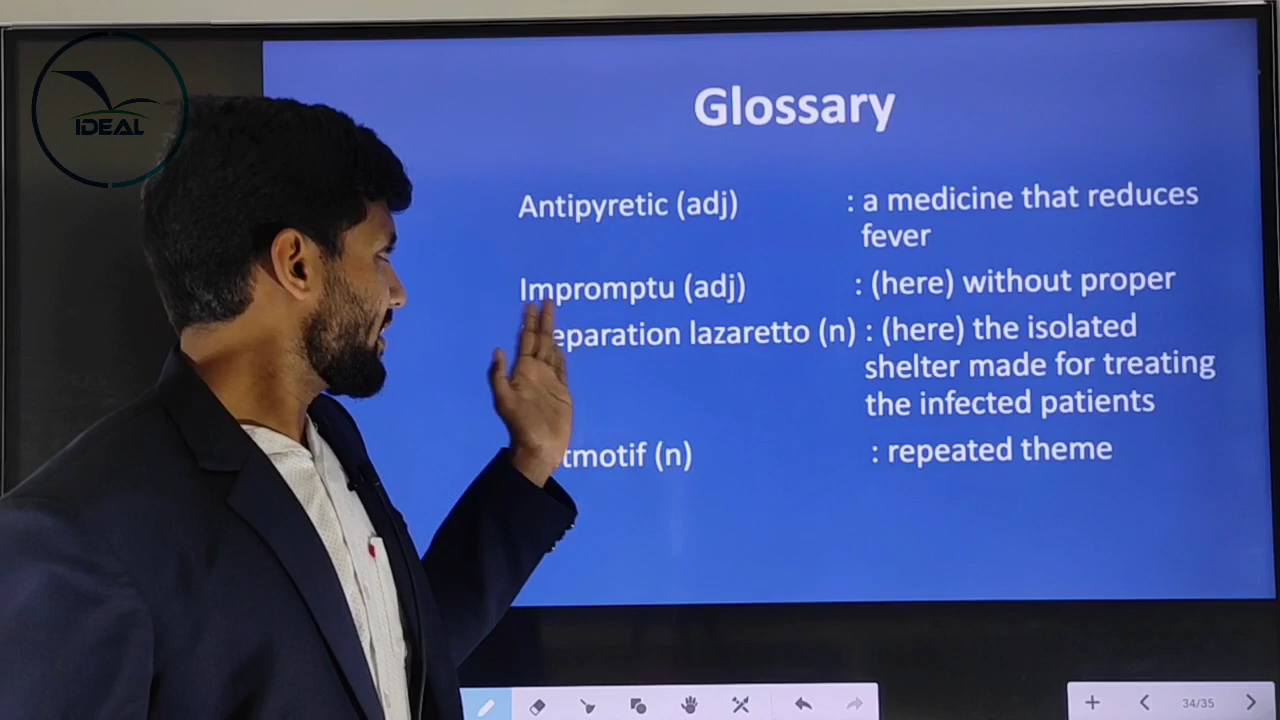 IDEAL
Glossary
Antipyretic (adj) : a medicine that reduces
fever
Impromptu (adj) : (here) without proper
eparation lazaretto (n) : (here) the isolated
shelter made for treating
the infected patients
tmotif (n) : repeated theme
34/35